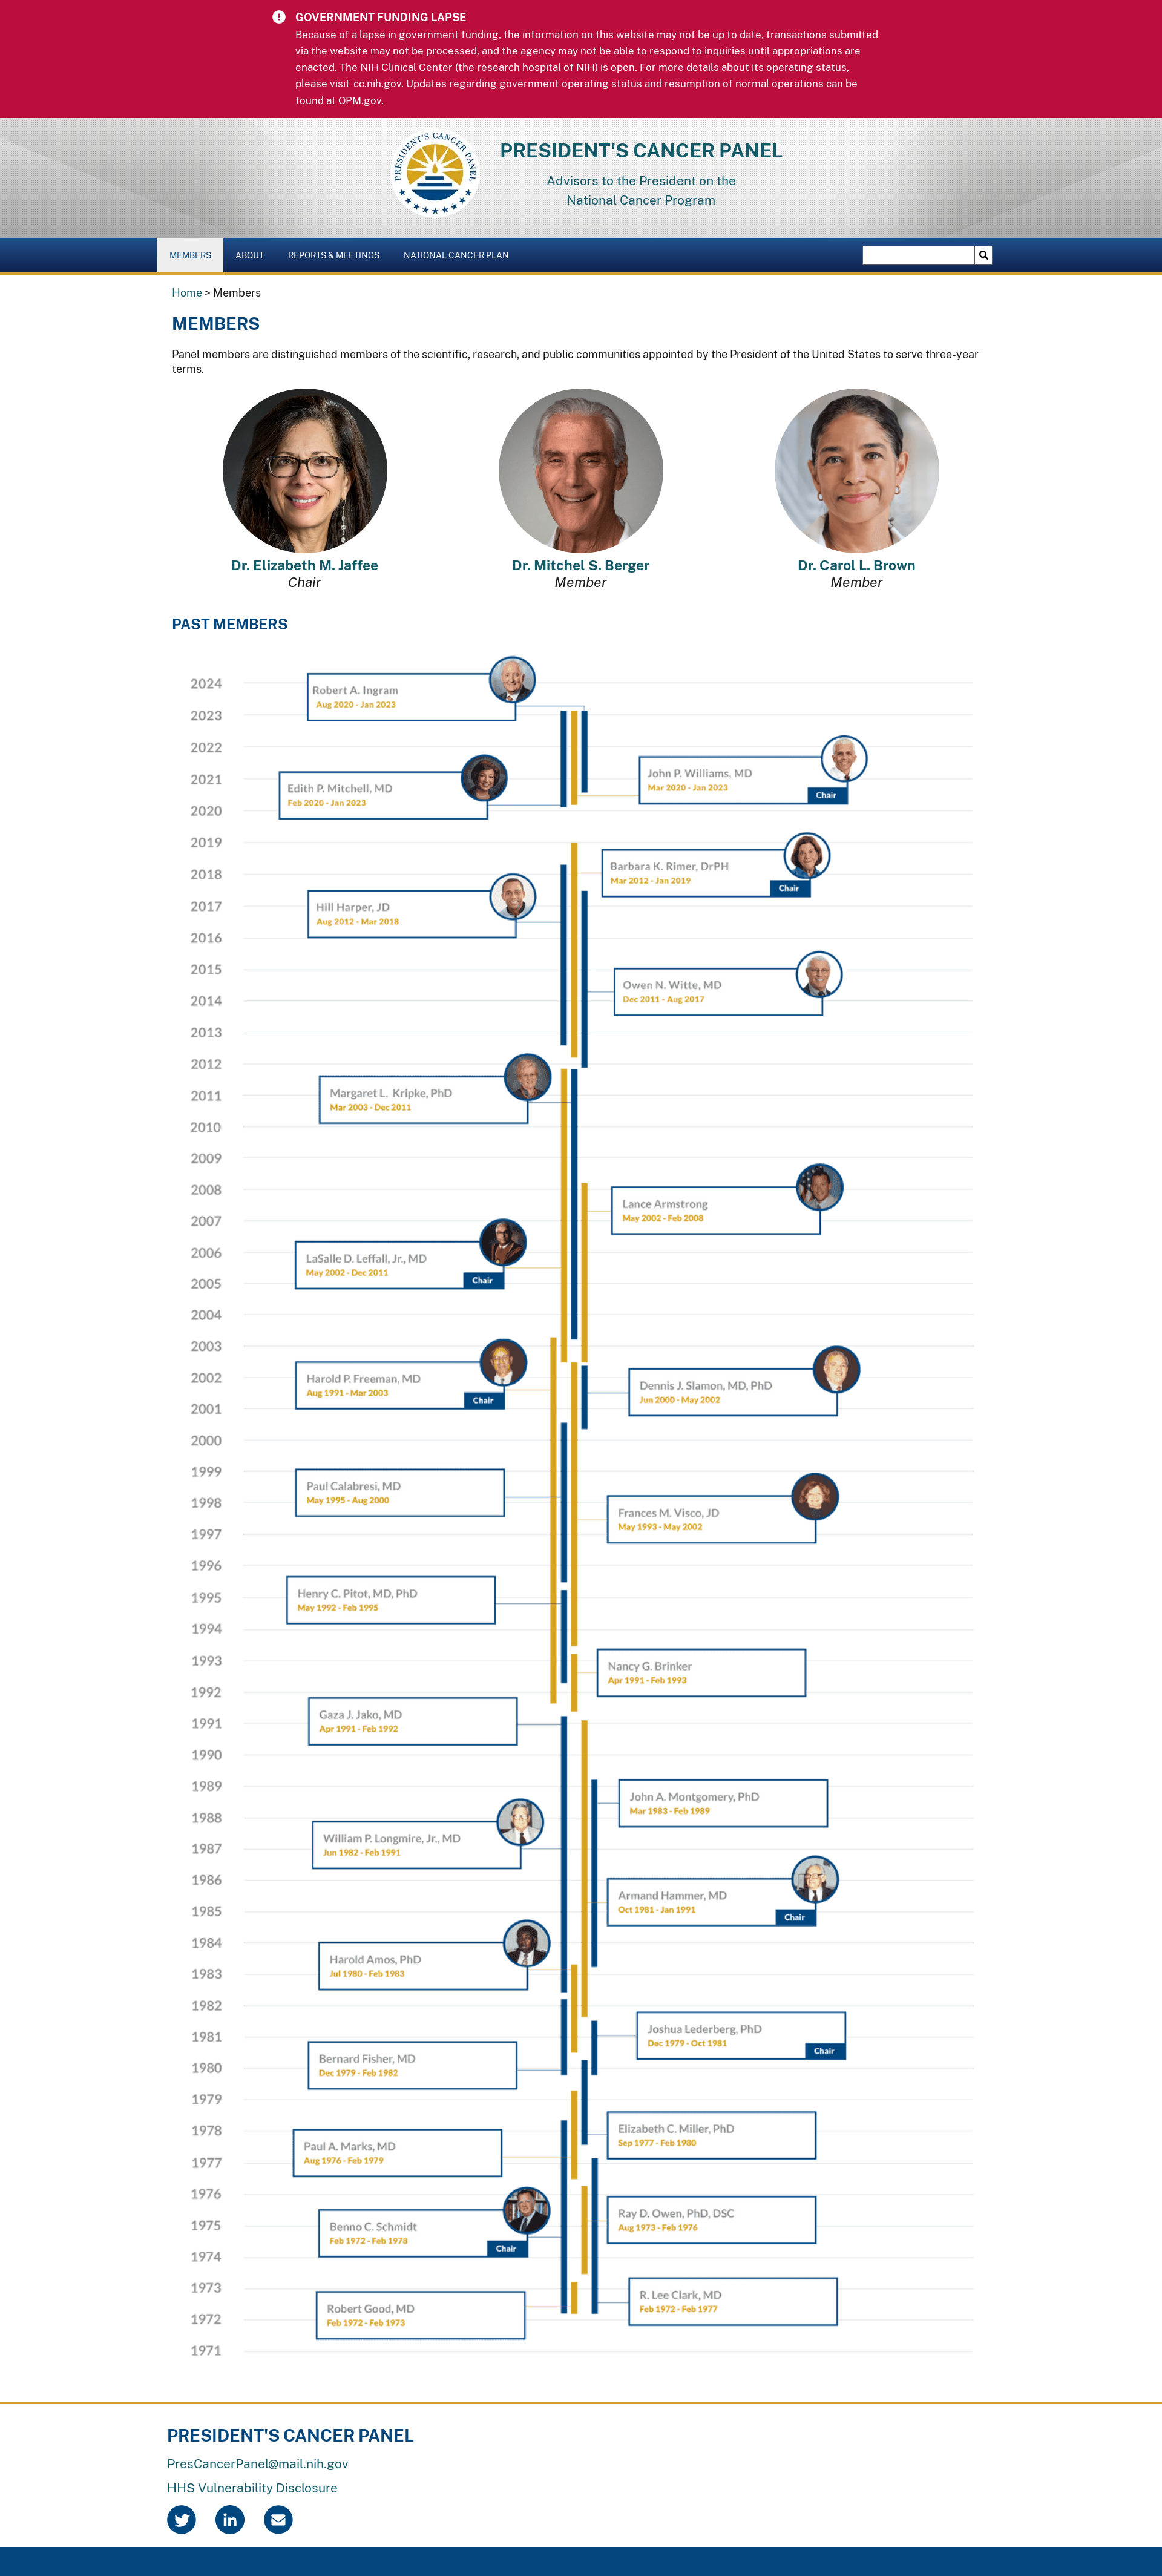 GOVERNMENT FUNDING LAPSE
Because of a lapse in government funding, the information on this website may not be up to date, transactions submitted
via the website may not be processed, and the agency may not be able to respond to inquiries until appropriations are
enacted. The NIH Clinical Center (the research hospital of NIH) is open. For more details about its operating status,
please visit cc.nih.gov. Updates regarding government operating status and resumption of normal operations can be
found at OPM.gov.
PRESIDENT'S CANCER PANEL
PRESIDENT'S CANCER PANEL
Advisors to the President on the
National Cancer Program
MEMBERS ABOUT REPORTS & MEETINGS NATIONAL CANCER PLAN
Home > Members
MEMBERS
Panel members are distinguished members of the scientific, research, and public communities appointed by the President of the United States to serve three-year
terms.
Dr. Elizabeth M. Jaffee
Chair
Dr. Mitchel S. Berger
Member
Dr. Carol L. Brown
Member
PAST MEMBERS
2024
Robert A. Ingram
Aug 2020 - Jan 2023
2023
2022
John P. Williams, MD
Mar 2020 - Jan 2023
Chair
2021
Edith P. Mitchell, MD
Feb 2020 - Jan 2023
2020
2019
Barbara K. Rimer, DrPH
Mar 2012 - Jan 2019
Chair
2018
2017
Hill Harper, JD
Aug 2012 - Mar 2018
2016
2015
Owen N. Witte, MD
Dec 2011 - Aug 2017
2014
2013
2012
2011
Margaret L. Kripke, PhD
Mar 2003 - Dec 2011
2010
2009
2008
Lance Armstrong
May 2002 - Feb 2008
2007
2006
LaSalle D. Leffall, Jr., MD
May 2002 - Dec 2011
Chair
2005
2004
2003
2002
Harold P. Freeman, MD
Aug 1991 - Mar 2003
Chair
Dennis J. Slamon, MD, PhD
Jun 2000 - May 2002
2001
2000
1999
Paul Calabresi, MD
May 1995 - Aug 2000
1998
Frances M. Visco, JD
May 1993 - May 2002
1997
1996
1995
Henry C. Pitot, MD, PhD
May 1992 - Feb 1995
1994
1993
Nancy G. Brinker
Apr 1991 - Feb 1993
1992
1991
Gaza J. Jako, MD
Apr 1991 - Feb 1992
1990
1989
John A. Montgomery, PhD
Mar 1983 - Feb 1989
1988
William P. Longmire, Jr., MD
Jun 1982 - Feb 1991
1987
1986
Armand Hammer, MD
Oct 1981 - Jan 1991
Chair
1985
1984
Harold Amos, PhD
Jul 1980 - Feb 1983
1983
1982
1981
Joshua Lederberg, PhD
Dec 1979 - Oct 1981
Chair
1980
Bernard Fisher, MD
Dec 1979 - Feb 1982
1979
1978
Elizabeth C. Miller, PhD
Sep 1977 - Feb 1980
1977
Paul A. Marks, MD
Aug 1976 - Feb 1979
1976
1975
Ray D. Owen, PhD, DSC
Aug 1973 - Feb 1976
Benno C. Schmidt
Feb 1972 - Feb 1978
Chair
1974
1973
R. Lee Clark, MD
Feb 1972 - Feb 1977
1972
Robert Good, MD
Feb 1972 - Feb 1973
1971
PRESIDENT'S CANCER PANEL
PresCancerPanel@mail.nih.gov
HHS Vulnerability Disclosure